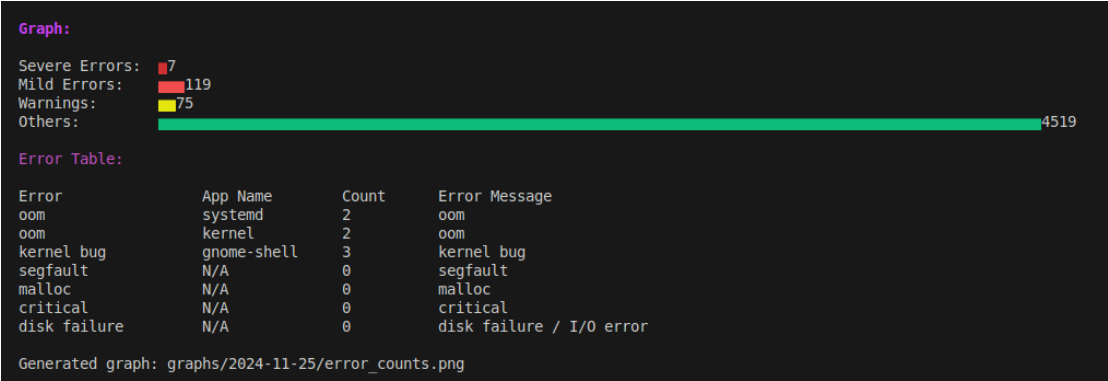 Graph:
Severe Errors: 7
Mild Errors: 119
Warnings: 75
Others: 4519
Error Table:
Error App Name Count Error Message
oom systemd 2 oom
oom kernel 2 oom
kernel bug gnome-shell 3 kernel bug
segfault N/A 0 segfault
malloc N/A 0 malloc
critical N/A 0 critical
disk failure N/A 0 disk failure / I/O error
Generated graph: graphs/2024-11-25/error_counts.png